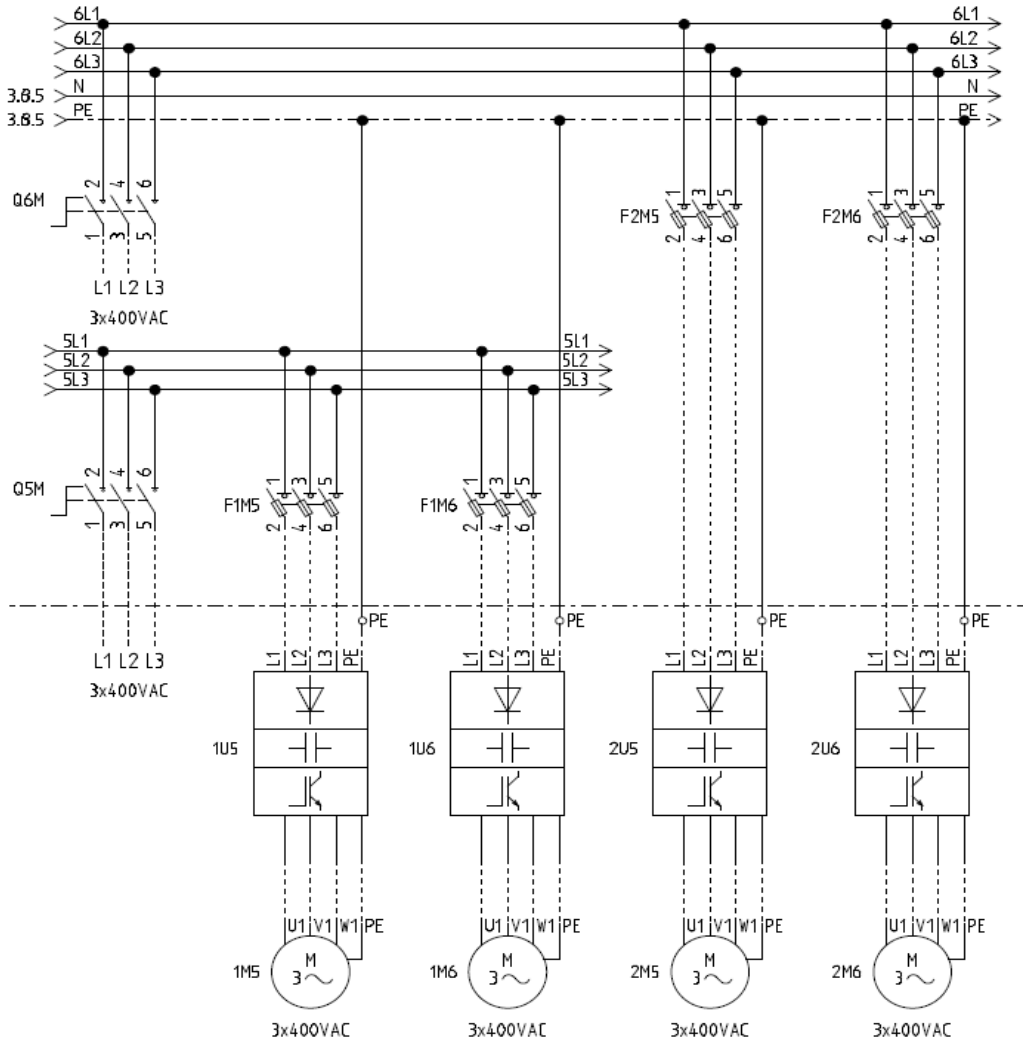 6L1 6L1
6L2 6L2
6L3 6L3
3.8.5 N N
3.8.5 PE PE
Q6M 2 4 6
1 3 5
F2M5 1 3 5
2 4 6
F2M6 1 3 5
2 4 6
L1 L2 L3
3x400VAC
5L1 5L1
5L2 5L2
5L3 5L3
Q5M 2 4 6
1 3 5
F1M5 1 3 5
2 4 6
F1M6 1 3 5
2 4 6
PE PE PE PE
L1 L2 L3
3x400VAC
L1 L2 L3 PE L1 L2 L3 PE L1 L2 L3 PE L1 L2 L3 PE
1U5 1U6 2U5 2U6
U1 V1 W1 PE U1 V1 W1 PE U1 V1 W1 PE U1 V1 W1 PE
1M5 M 3 1M6 M 3 2M5 M 3 2M6 M 3
3x400VAC 3x400VAC 3x400VAC 3x400VAC